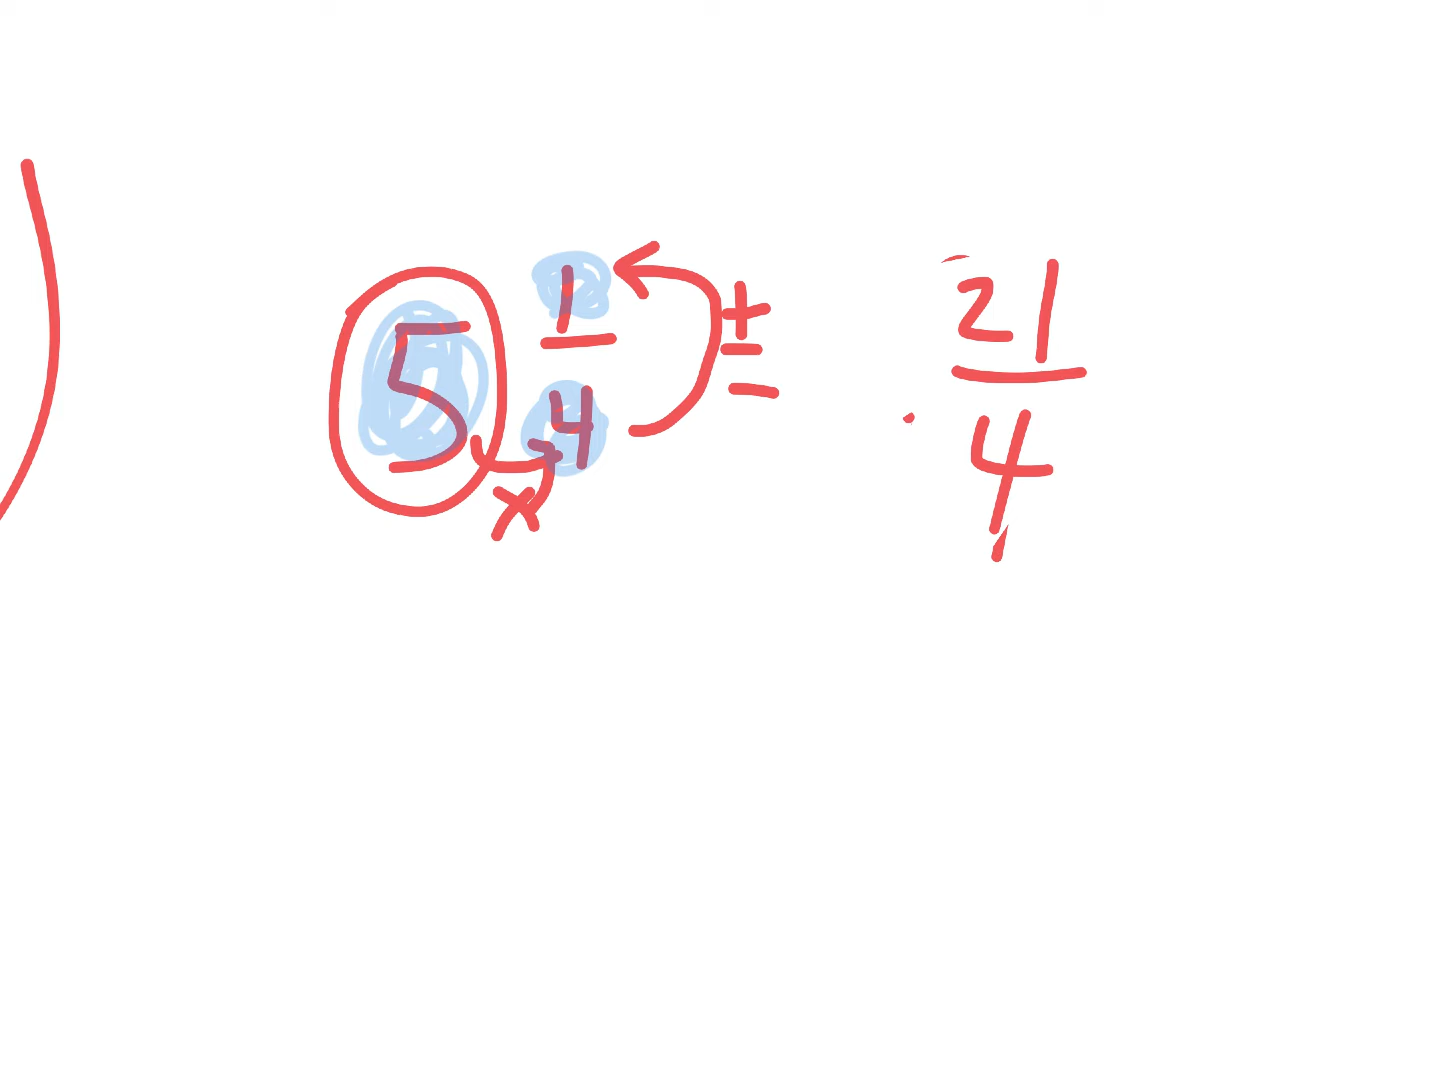 5 1/4 × + = 21/4